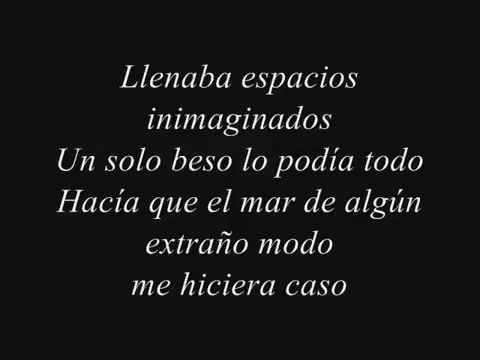 Llenaba espacios
inimaginados
Un solo beso lo podía todo
Hacía que el mar de algún
extraño modo
me hiciera caso